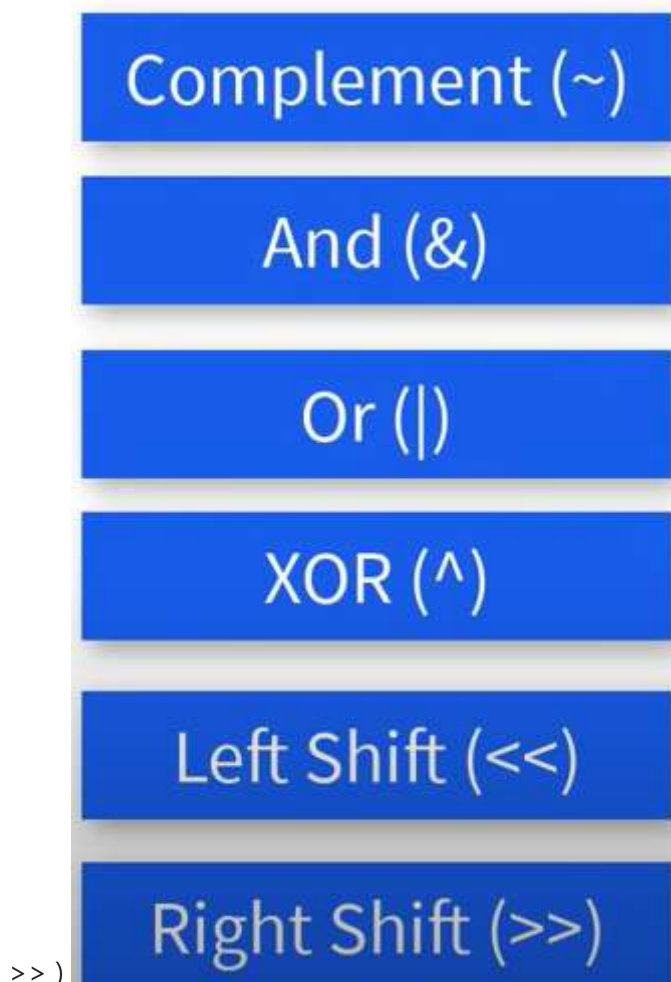 Complement (~)
And (&)
Or (|)
XOR (^)
Left Shift (<<)
Right Shift (>>)
>>)